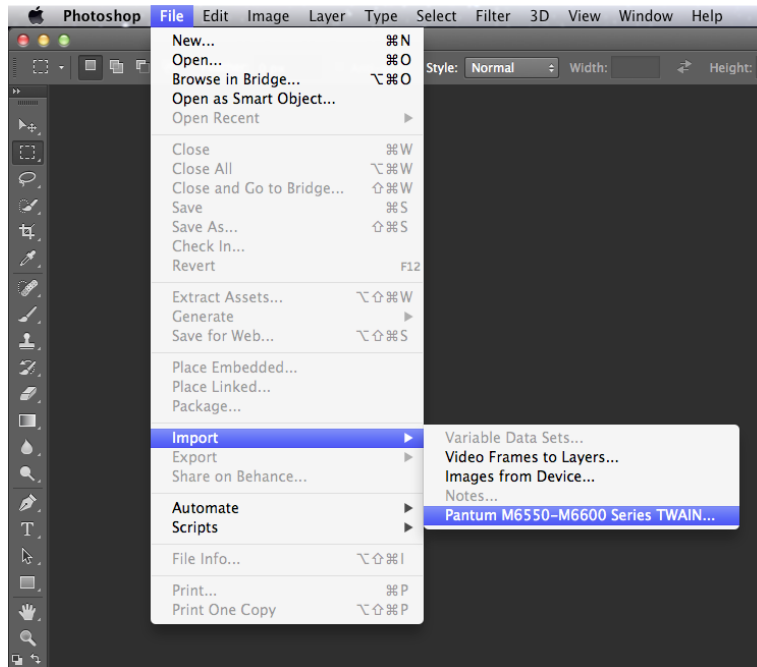 Photoshop File Edit Image Layer Type Select Filter 3D View Window Help
Style: Normal Width: Height:
New... ⌘N
Open... ⌘O
Browse in Bridge... ⌥⌘O
Open as Smart Object...
Open Recent ▶
Close ⌘W
Close All ⌥⌘W
Close and Go to Bridge... ⇧⌘W
Save ⌘S
Save As... ⇧⌘S
Check In...
Revert F12
Extract Assets... ⌥⇧⌘W
Generate ▶
Save for Web... ⌥⇧⌘S
Place Embedded...
Place Linked...
Package...
Import ▶
Export ▶
Share on Behance...
Automate ▶
Scripts ▶
File Info... ⌥⇧⌘I
Print... ⌘P
Print One Copy ⌥⇧⌘P
Variable Data Sets...
Video Frames to Layers...
Images from Device...
Notes...
Pantum M6550-M6600 Series TWAIN...